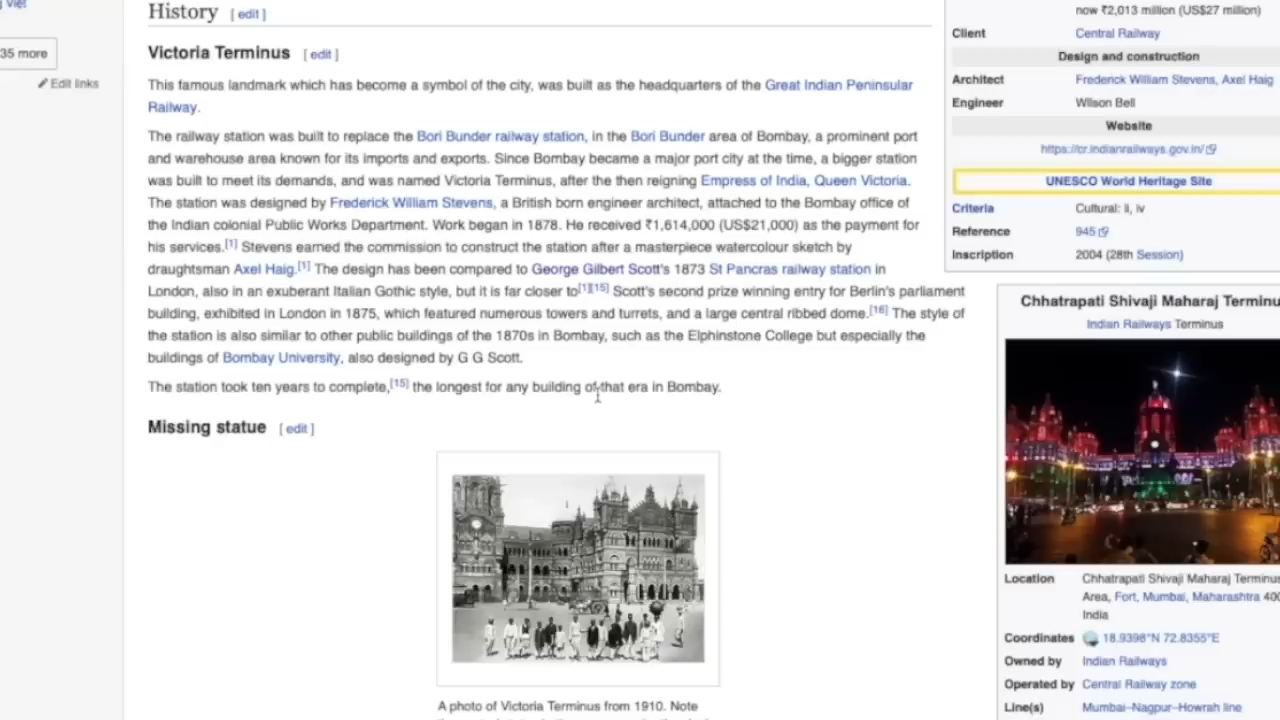 35 more
Edit links
History [ edit ]
Victoria Terminus [ edit ]
This famous landmark which has become a symbol of the city, was built as the headquarters of the Great Indian Peninsular
Railway.
The railway station was built to replace the Bori Bunder railway station, in the Bori Bunder area of Bombay, a prominent port
and warehouse area known for its imports and exports. Since Bombay became a major port city at the time, a bigger station
was built to meet its demands, and was named Victoria Terminus, after the then reigning Empress of India, Queen Victoria.
The station was designed by Frederick William Stevens, a British born engineer architect, attached to the Bombay office of
the Indian colonial Public Works Department. Work began in 1878. He received ₹1,614,000 (US$21,000) as the payment for
his services.[1] Stevens earned the commission to construct the station after a masterpiece watercolour sketch by
draughtsman Axel Haig.[1] The design has been compared to George Gilbert Scott's 1873 St Pancras railway station in
London, also in an exuberant Italian Gothic style, but it is far closer to[1][15] Scott's second prize winning entry for Berlin's parliament
building, exhibited in London in 1875, which featured numerous towers and turrets, and a large central ribbed dome.[16] The style of
the station is also similar to other public buildings of the 1870s in Bombay, such as the Elphinstone College but especially the
buildings of Bombay University, also designed by G G Scott.
The station took ten years to complete,[15] the longest for any building of that era in Bombay.
Missing statue [ edit ]
A photo of Victoria Terminus from 1910. Note
now ₹2,013 million (US$27 million)
Client Central Railway
Design and construction
Architect Frederick William Stevens, Axel Haig
Engineer Wilson Bell
Website
https://cr.indianrailways.gov.in/
UNESCO World Heritage Site
Criteria Cultural: ii, iv
Reference 945
Inscription 2004 (28th Session)
Chhatrapati Shivaji Maharaj Terminu
Indian Railways Terminus
Location Chhatrapati Shivaji Maharaj Terminus
Area, Fort, Mumbai, Maharashtra 400
India
Coordinates 18.9398°N 72.8355°E
Owned by Indian Railways
Operated by Central Railway zone
Line(s) Mumbai–Nagpur–Howrah line